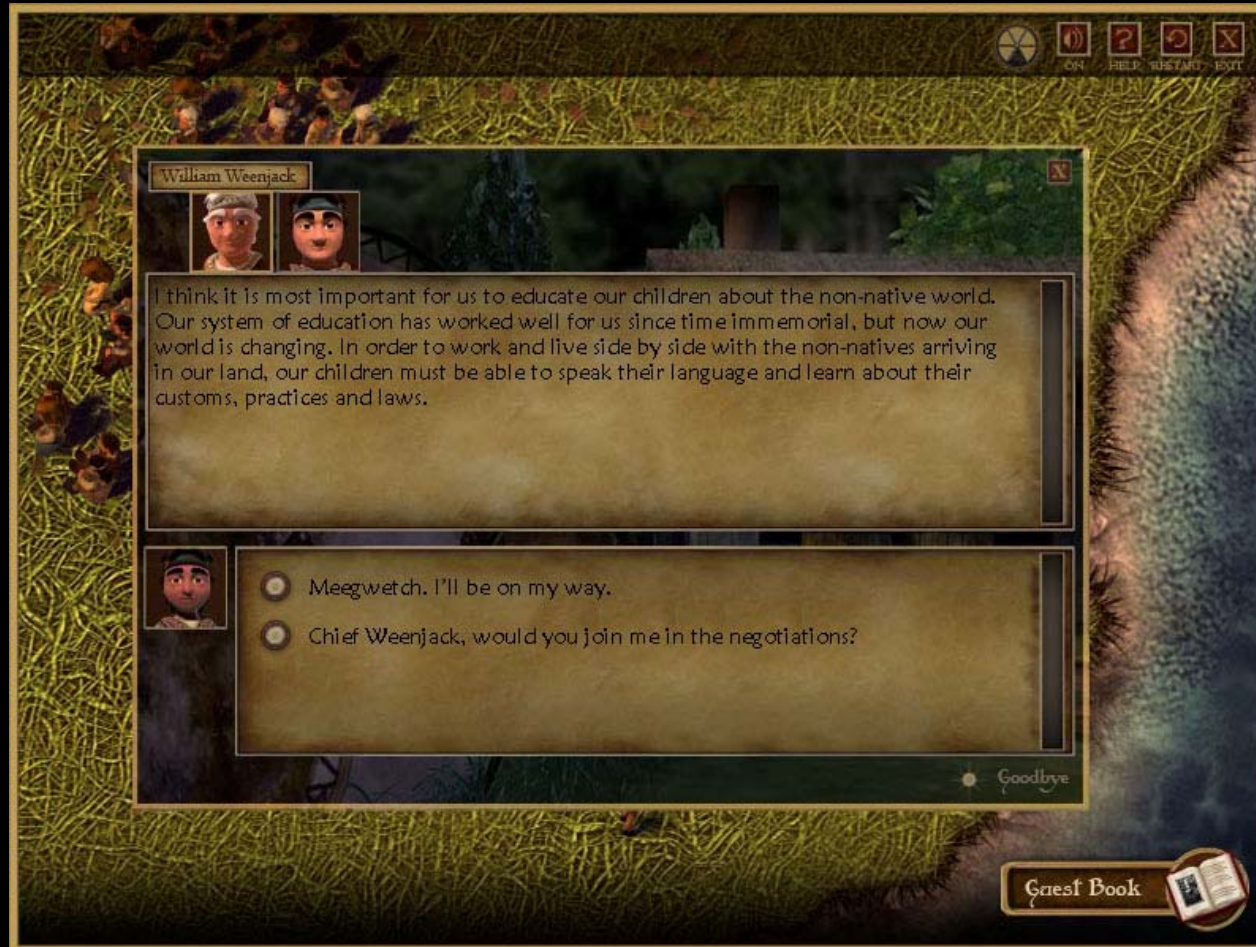 ON HELP RESTART EXIT
William Weenjack
X
I think it is most important for us to educate our children about the non-native world.
Our system of education has worked well for us since time immemorial, but now our
world is changing. In order to work and live side by side with the non-natives arriving
in our land, our children must be able to speak their language and learn about their
customs, practices and laws.
Meegwetch. I'll be on my way.
Chief Weenjack, would you join me in the negotiations?
Goodbye
Guest Book